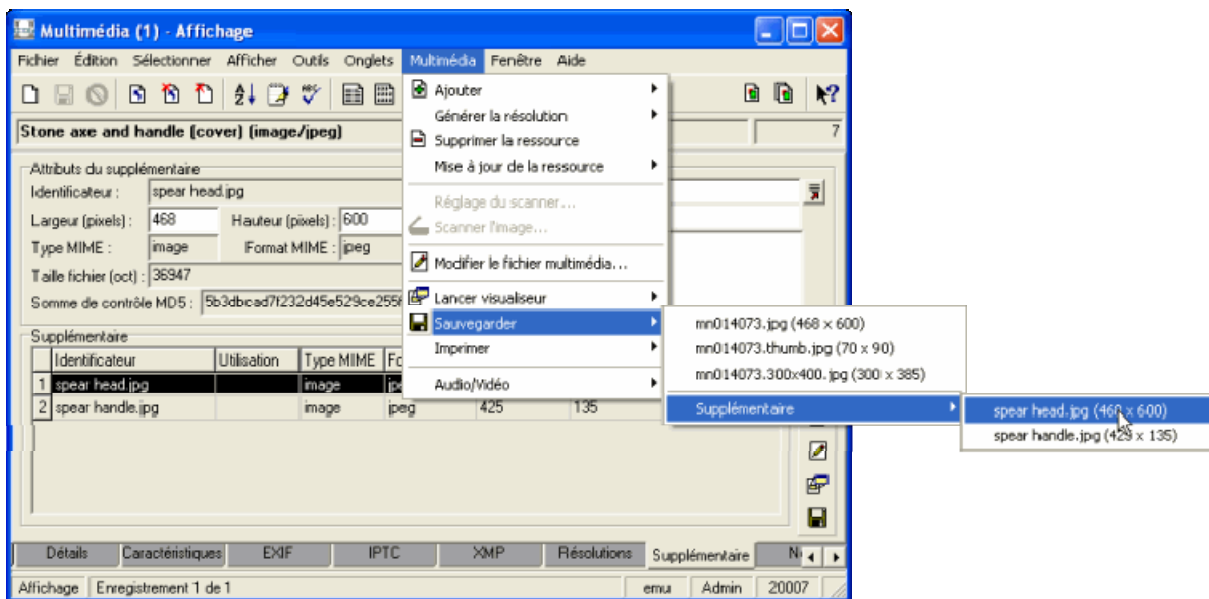 Multimédia (1) - Affichage
Fichier Édition Sélectionner Afficher Outils Onglets Multimédia Fenêtre Aide
Stone axe and handle (cover) (image/jpeg) 7
Attributs du supplémentaire
Identificateur : spear head.jpg
Largeur (pixels) : 468 Hauteur (pixels) : 600
Type MIME : image Format MIME : jpeg
Taille fichier (oct) : 36947
Somme de contrôle MD5 :
Supplémentaire
Identificateur Utilisation Type MIME
1 spear head.jpg image
2 spear handle.jpg image jpeg 425 135
Ajouter
Générer la résolution
Supprimer la ressource
Mise à jour de la ressource
Réglage du scanner...
Scanner l'image...
Modifier le fichier multimédia...
Lancer visualiseur
Sauvegarder
Imprimer
Audio/Vidéo
mn014073.jpg (468 x 600)
mn014073.thumb.jpg (70 x 90)
mn014073.300x400.jpg (300 x 385)
Supplémentaire
spear head.jpg (468 x 600)
spear handle.jpg (425 x 135)
Détails Caractéristiques EXIF IPTC XMP Résolutions Supplémentaire
Affichage Enregistrement 1 de 1 emu Admin 20007